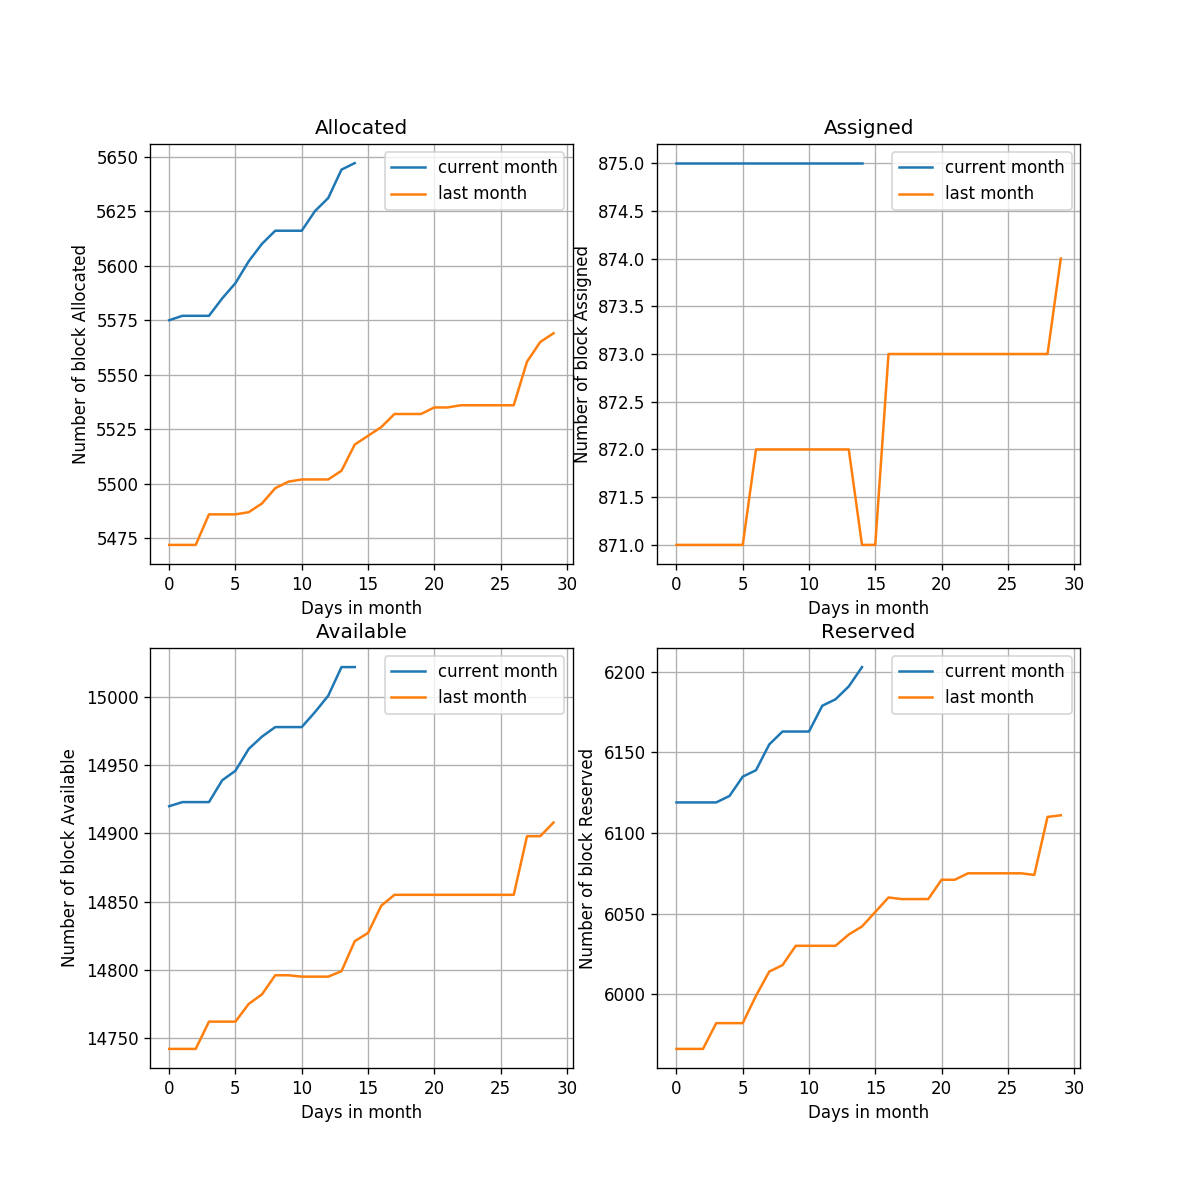 Allocated
current month
last month
5650
5625
5600
5575
5550
5525
5500
5475
Number of block Allocated
0 5 10 15 20 25 30
Days in month
Assigned
current month
last month
875.0
874.5
874.0
873.5
873.0
872.5
872.0
871.5
871.0
Number of block Assigned
0 5 10 15 20 25 30
Days in month
Available
current month
last month
15000
14950
14900
14850
14800
14750
Number of block Available
0 5 10 15 20 25 30
Days in month
Reserved
current month
last month
6200
6150
6100
6050
6000
Number of block Reserved
0 5 10 15 20 25 30
Days in month